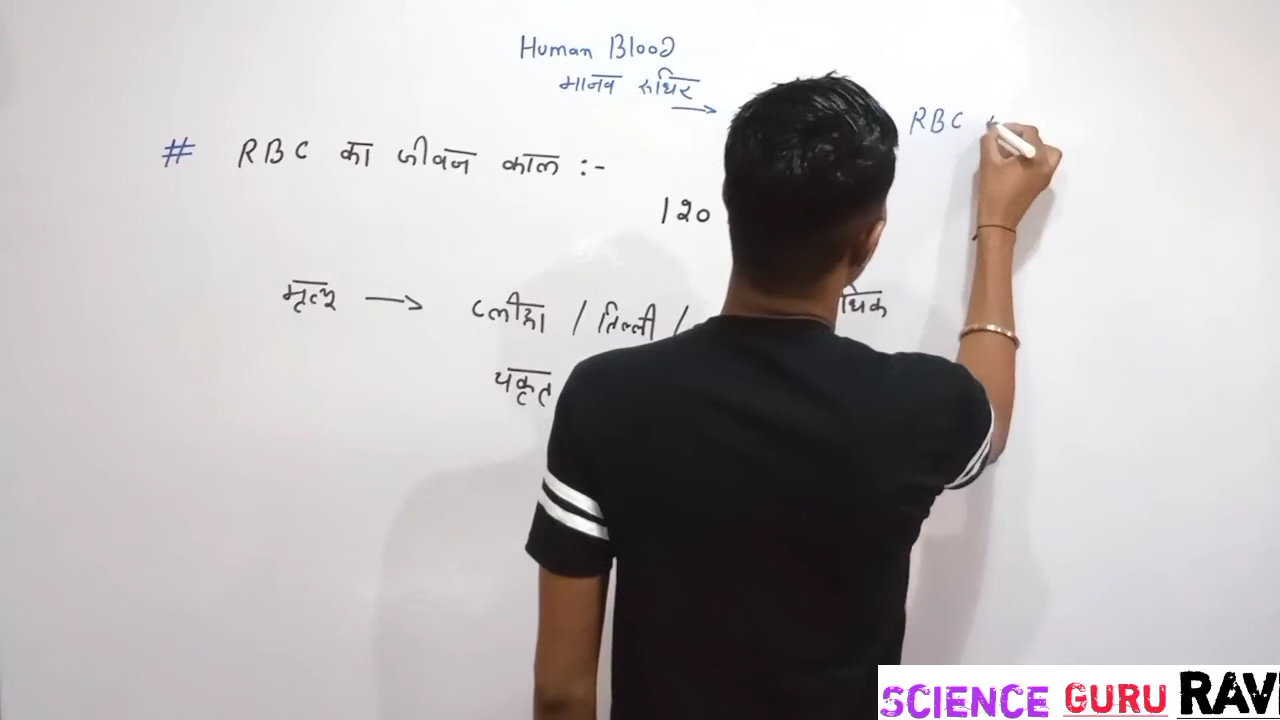 Human Blood
मानव रूधिर →
RBC
# RBC का जीवन काल :-
120
मृत्यु → प्लीहा / तिल्ली /
धिक
यकृत
SCIENCE GURU RAVI